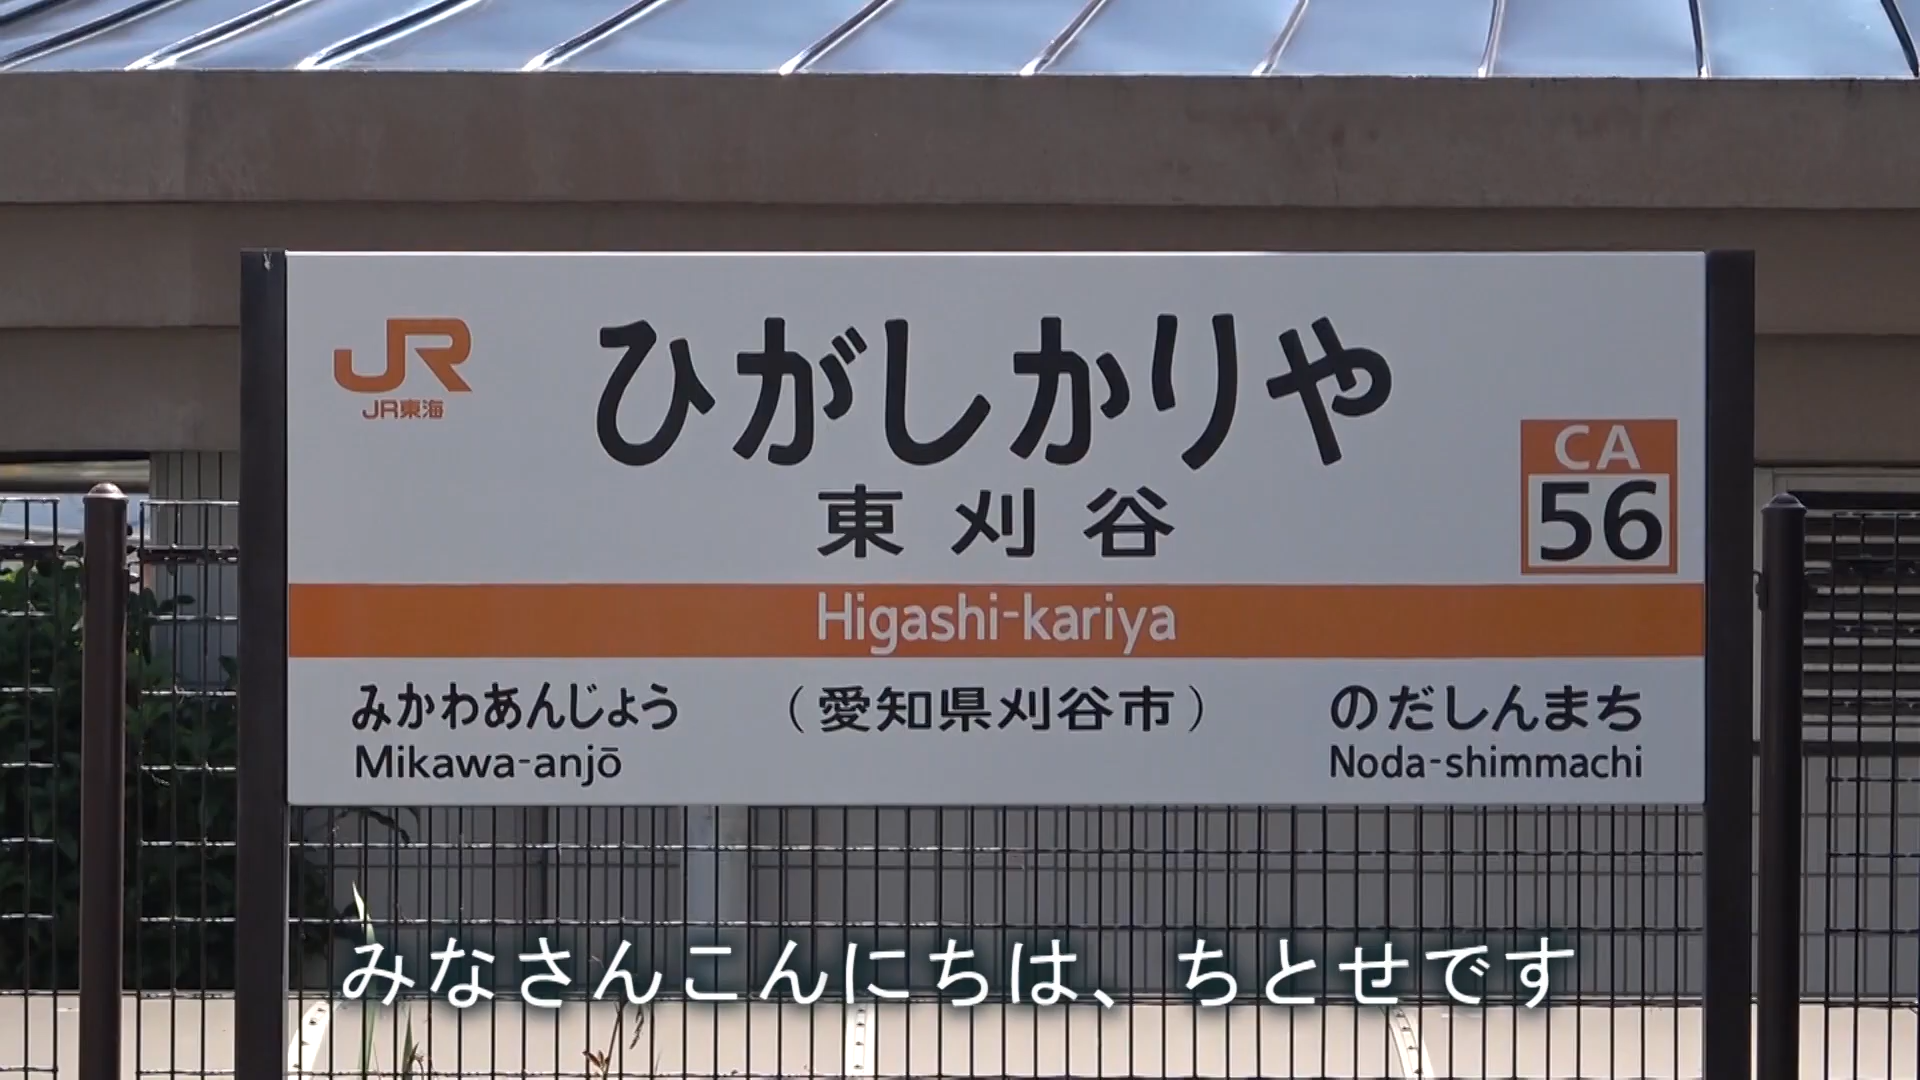 JR
JR東海
ひがしかりや
東刈谷
CA
56
Higashi-kariya
みかわあんじょう
Mikawa-anjō
（愛知県刈谷市）
のだしんまち
Noda-shimmachi
みなさんこんにちは、ちとせです